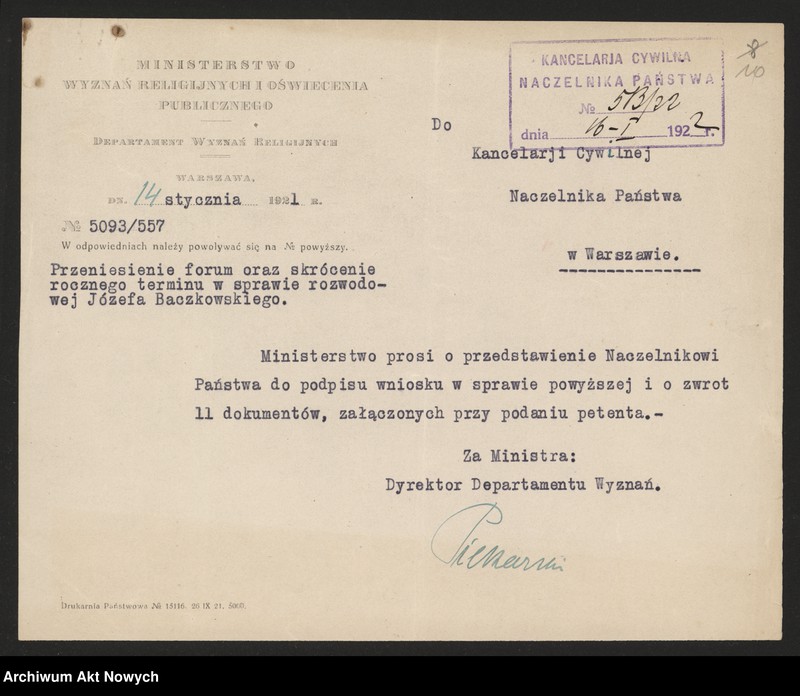 MINISTERSTWO
WYZNAŃ RELIGIJNYCH I OŚWIECENIA
PUBLICZNEGO
DEPARTAMENT WYZNAŃ RELIGIJNYCH
WARSZAWA,
DN. 14 stycznia 1921 R.
№ 5093/557
W odpowiedniach należy powoływać się na № powyższy.
Przeniesienie forum oraz skrócenie
rocznego terminu w sprawie rozwodo-
wej Józefa Baczkowskiego.
KANCELARJA CYWILNA
NACZELNIKA PAŃSTWA
№ 513/22
dnia 16-I 1922 r.
8
10
Do
Kancelarji Cywilnej
Naczelnika Państwa
w Warszawie.
Ministerstwo prosi o przedstawienie Naczelnikowi
Państwa do podpisu wniosku w sprawie powyższej i o zwrot
11 dokumentów, załączonych przy podaniu petenta.-
Za Ministra:
Dyrektor Departamentu Wyznań.
Piekarski
Drukarnia Państwowa № 15116. 26 IX 21. 5000.
Archiwum Akt Nowych